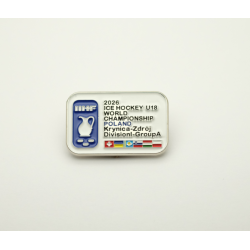 IIHF
2026
ICE HOCKEY U18
WORLD
CHAMPIONSHIP
POLAND
Krynica-Zdrój
DivisionI-GroupA